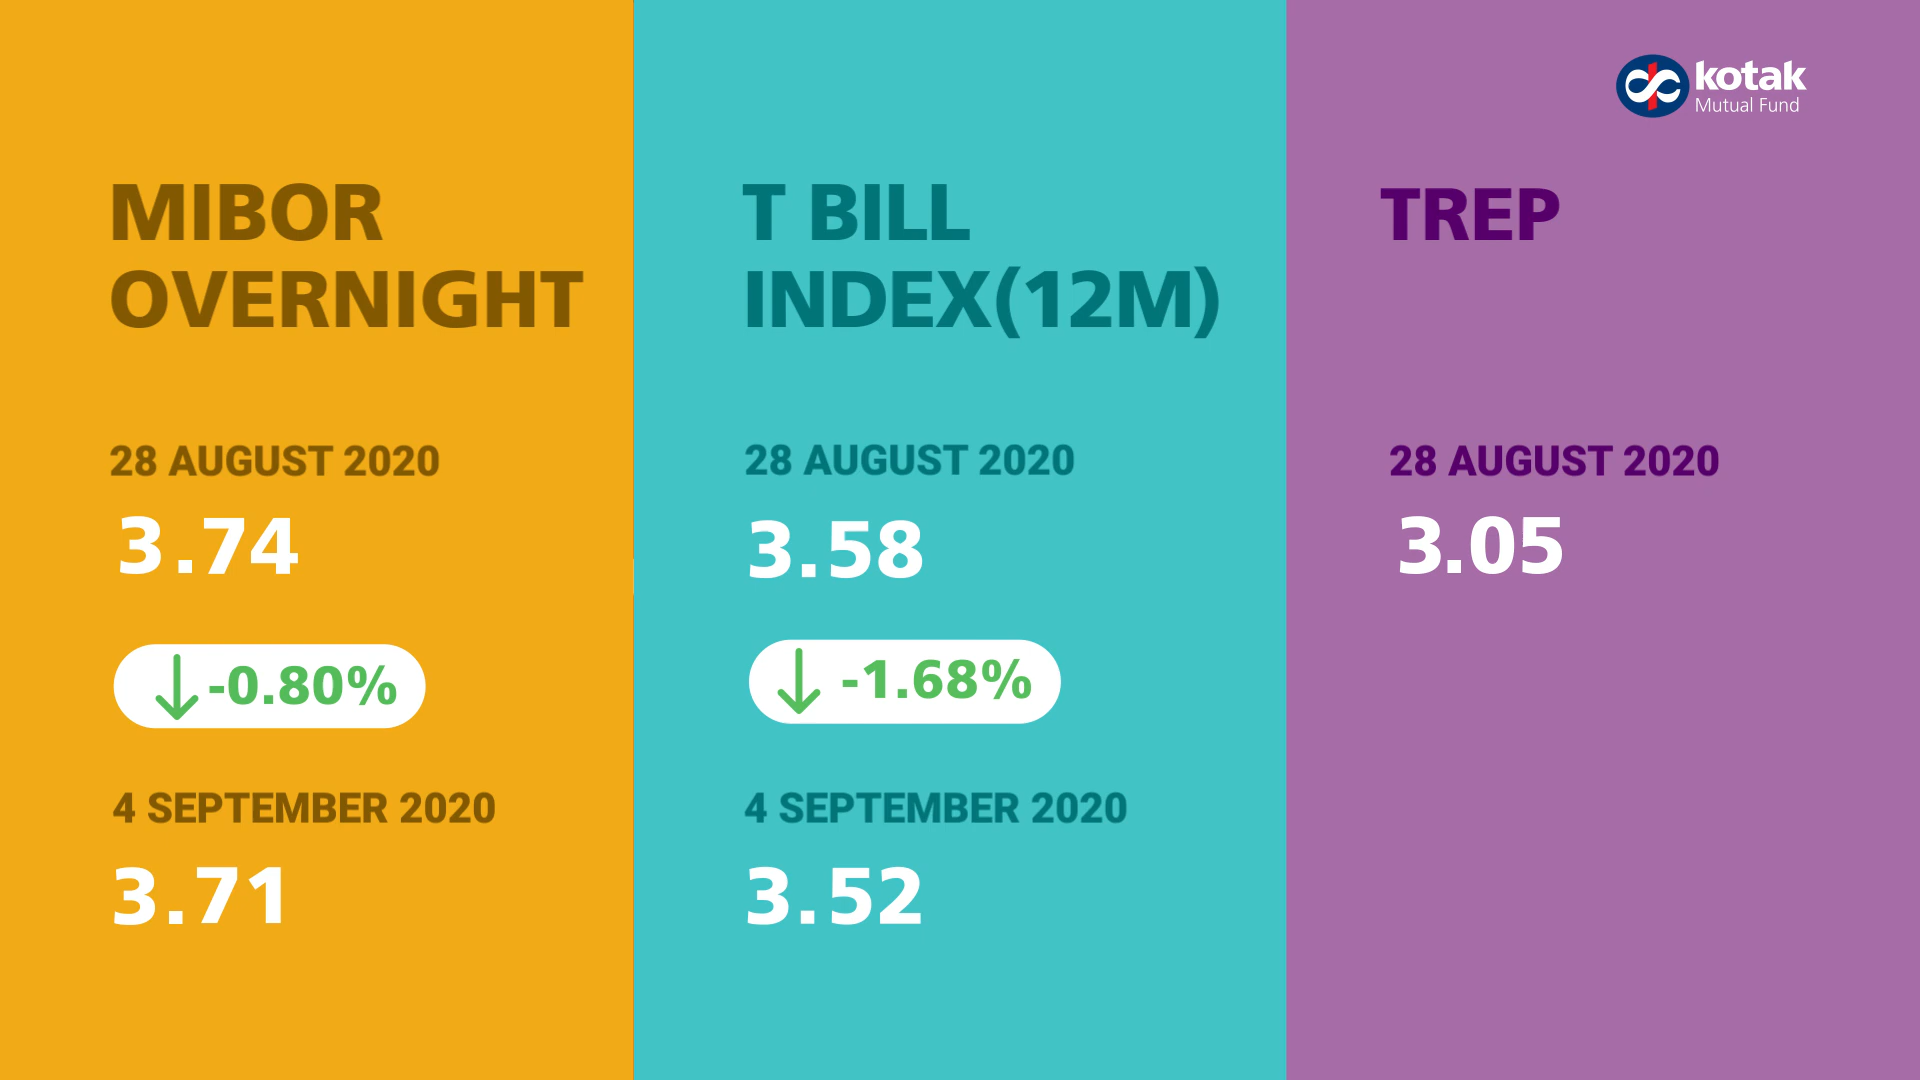 kotak
Mutual Fund
MIBOR
OVERNIGHT
28 AUGUST 2020
3.74
-0.80%
4 SEPTEMBER 2020
3.71
T BILL
INDEX(12M)
28 AUGUST 2020
3.58
-1.68%
4 SEPTEMBER 2020
3.52
TREP
28 AUGUST 2020
3.05